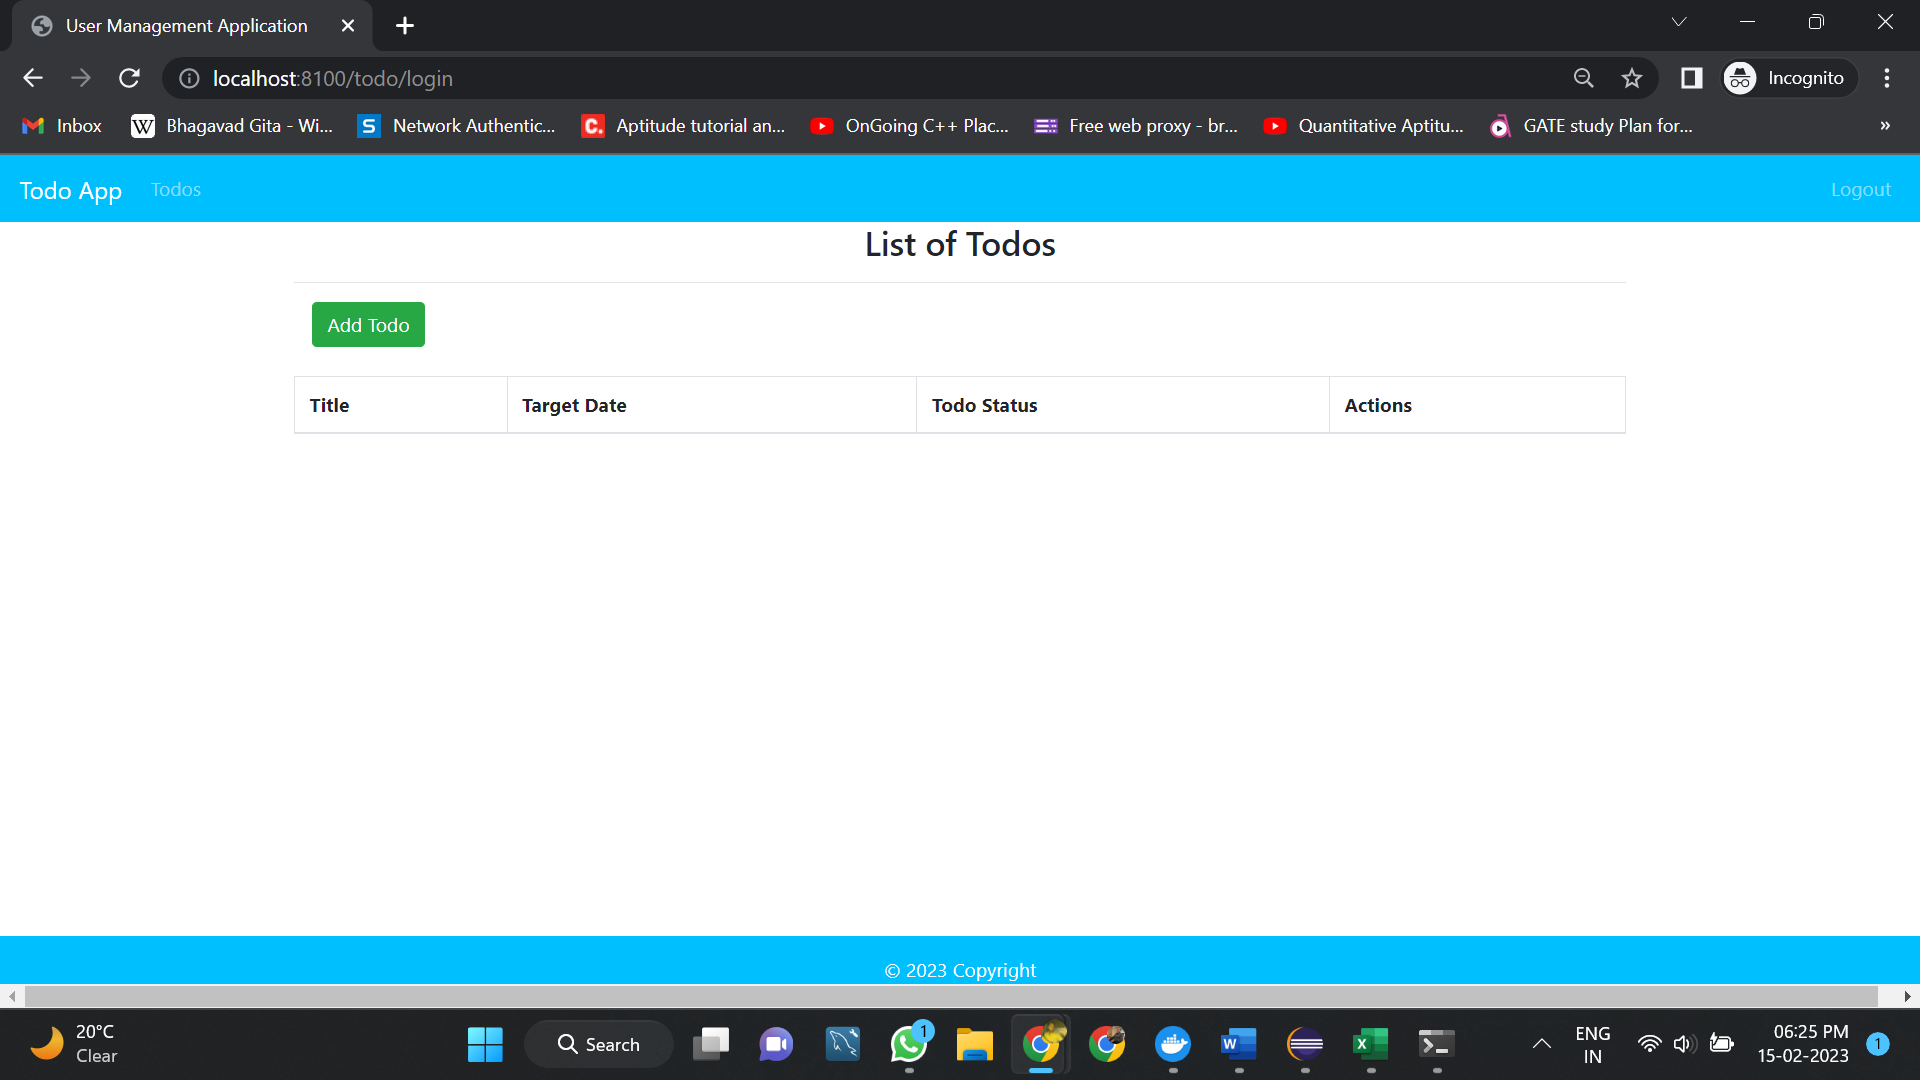 User Management Application
localhost:8100/todo/login
Incognito
Inbox
W
Bhagavad Gita - Wi...
S
Network Authentic...
C.
Aptitude tutorial an...
OnGoing C++ Plac...
Free web proxy - br...
Quantitative Aptitu...
GATE study Plan for...
»
Todo App
Todos
Logout
List of Todos
Add Todo
Title
Target Date
Todo Status
Actions
© 2023 Copyright
20°C
Clear
Search
1
W
X
ENG
IN
06:25 PM
15-02-2023
1